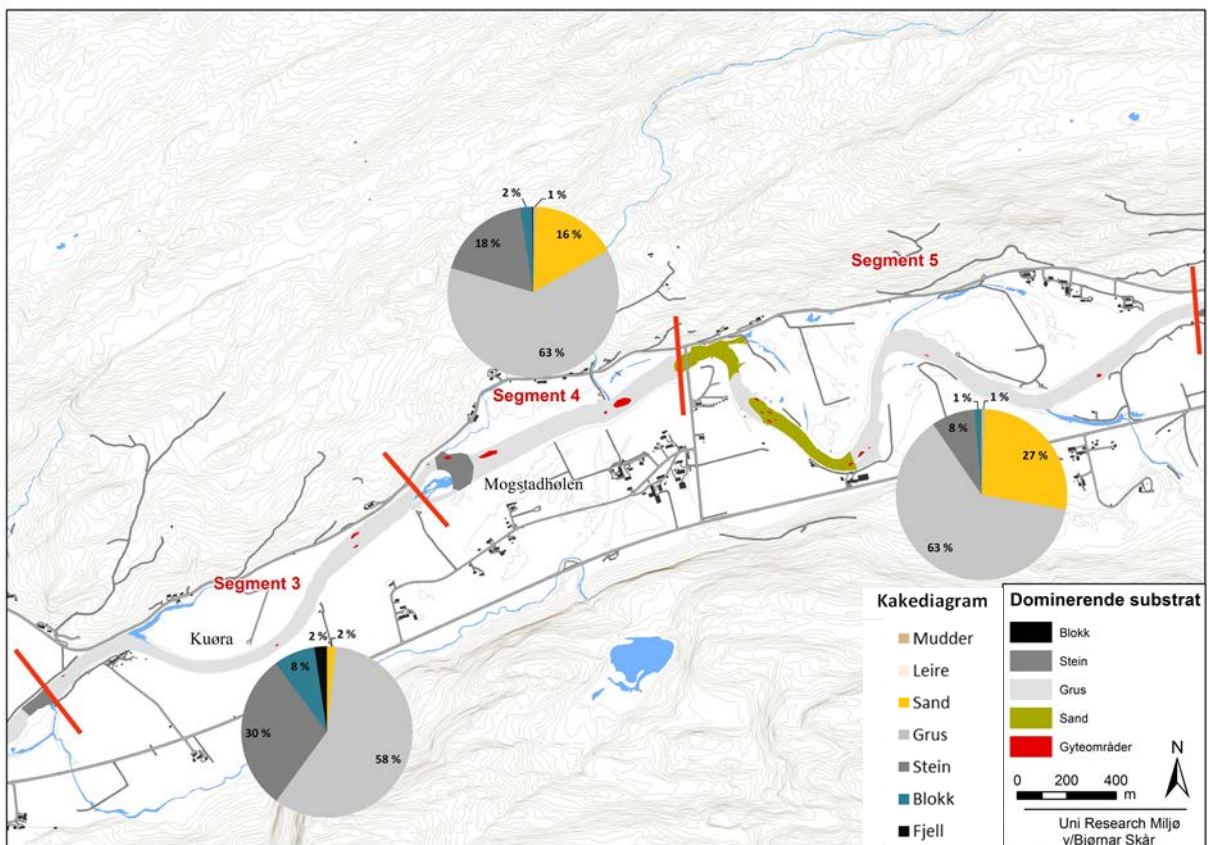 2 %
1 %
16 %
18 %
63 %
Segment 5
Segment 4
Mogstadhølen
1 %
1 %
8 %
27 %
63 %
Segment 3
Kuøra
2 %
2 %
8 %
30 %
58 %
Kakediagram
Mudder
Leire
Sand
Grus
Stein
Blokk
Fjell
Dominerende substrat
Blokk
Stein
Grus
Sand
Gyteområder
N
0 200 400
m
Uni Research Miljø
v/Bjørnar Skår